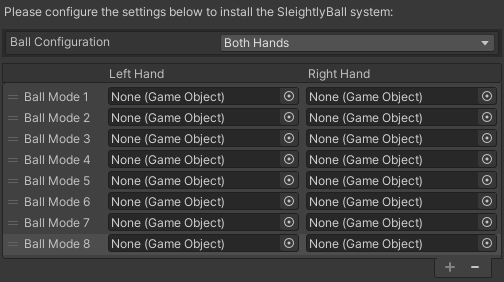 Please configure the settings below to install the SleightlyBall system:
Ball Configuration Both Hands
Left Hand Right Hand
Ball Mode 1 None (Game Object) None (Game Object)
Ball Mode 2 None (Game Object) None (Game Object)
Ball Mode 3 None (Game Object) None (Game Object)
Ball Mode 4 None (Game Object) None (Game Object)
Ball Mode 5 None (Game Object) None (Game Object)
Ball Mode 6 None (Game Object) None (Game Object)
Ball Mode 7 None (Game Object) None (Game Object)
Ball Mode 8 None (Game Object) None (Game Object)